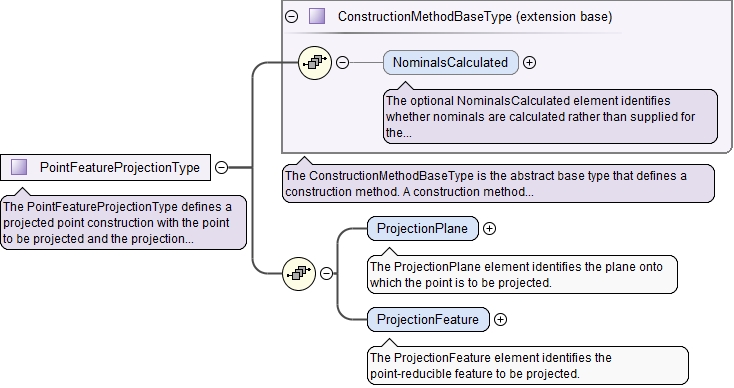 ConstructionMethodBaseType (extension base)
NominalsCalculated
The optional NominalsCalculated element identifies
whether nominals are calculated rather than supplied for
the...
The ConstructionMethodBaseType is the abstract base type that defines a
construction method. A construction method...
PointFeatureProjectionType
The PointFeatureProjectionType defines a
projected point construction with the point
to be projected and the projection...
ProjectionPlane
The ProjectionPlane element identifies the plane onto
which the point is to be projected.
ProjectionFeature
The ProjectionFeature element identifies the
point-reducible feature to be projected.